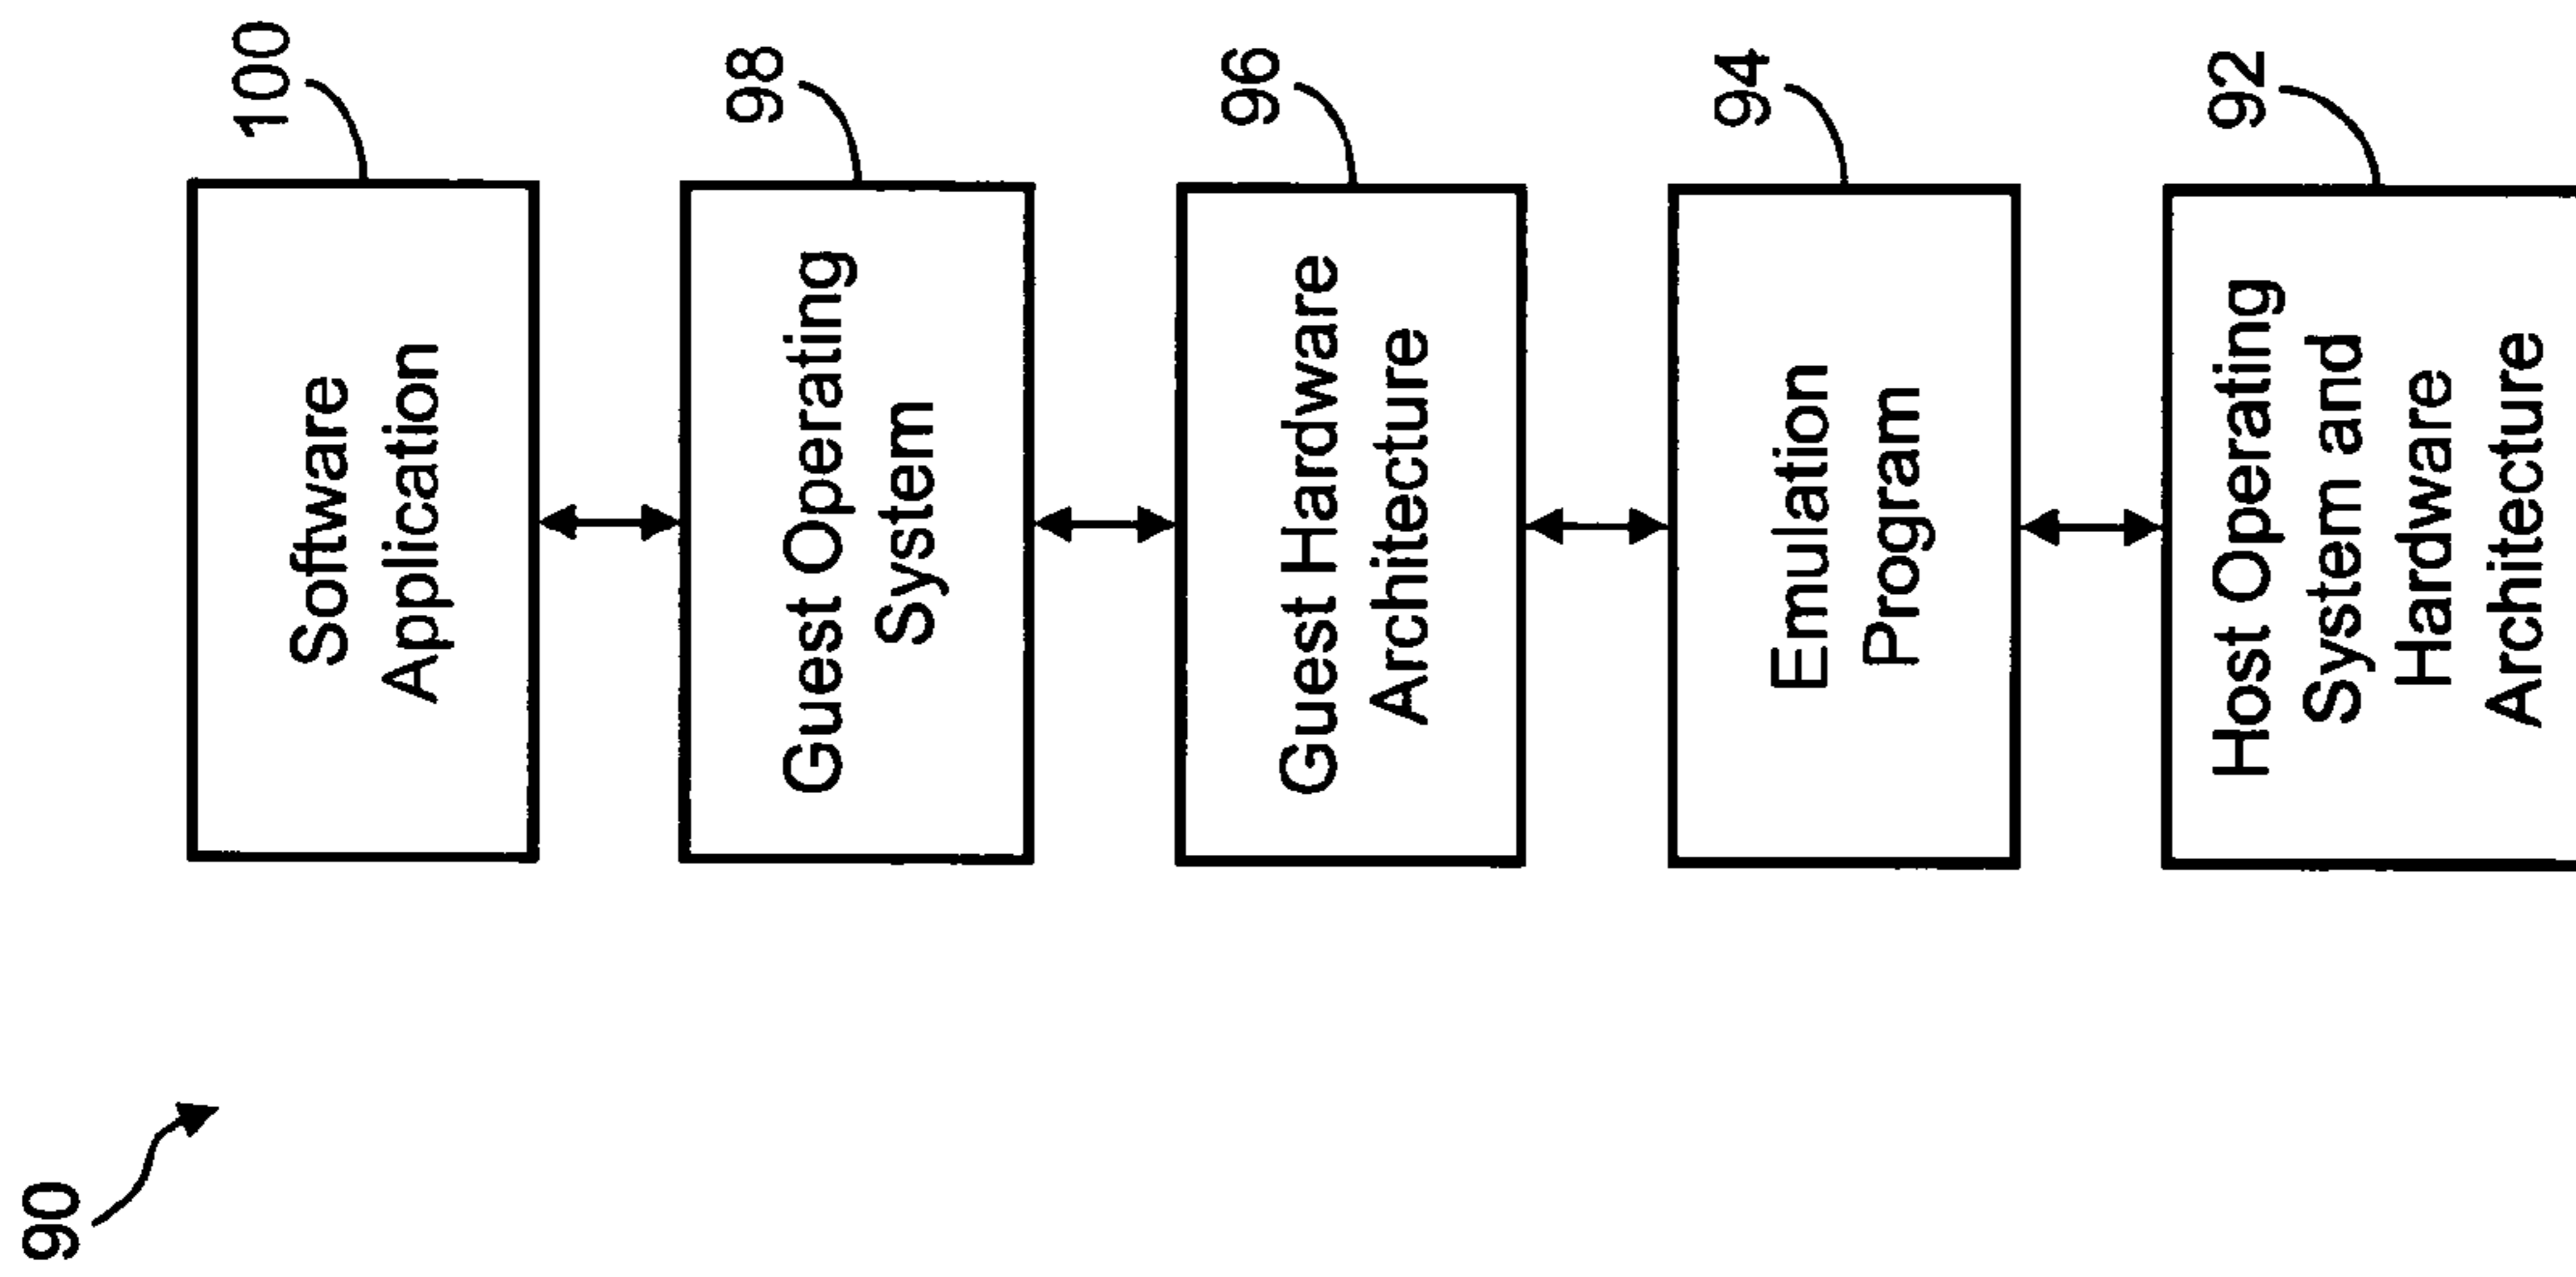 90
100
Software
Application
98
Guest Operating
System
96
Guest Hardware
Architecture
94
Emulation
Program
92
Host Operating
System and
Hardware
Architecture